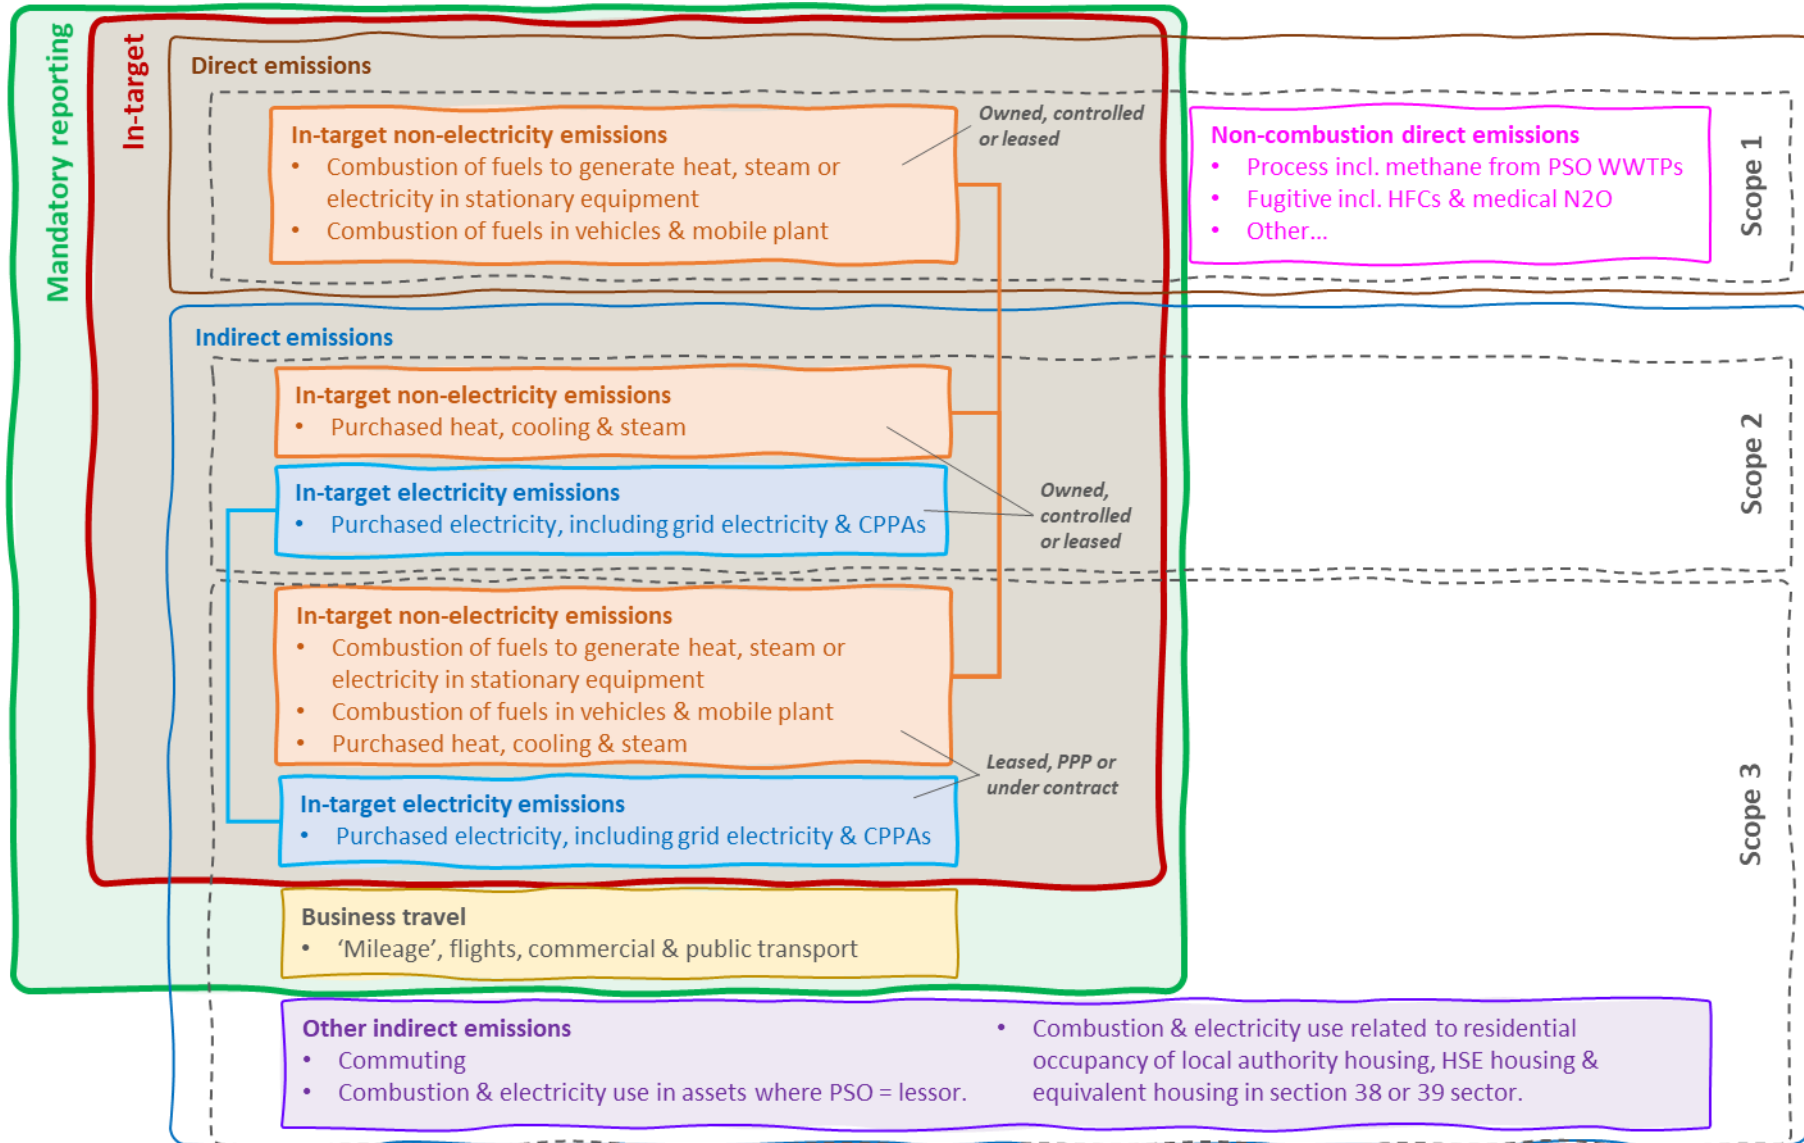 Mandatory reporting
In-target
Direct emissions
In-target non-electricity emissions
• Combustion of fuels to generate heat, steam or
electricity in stationary equipment
• Combustion of fuels in vehicles & mobile plant
Owned, controlled
or leased
Non-combustion direct emissions
• Process incl. methane from PSO WWTPs
• Fugitive incl. HFCs & medical N2O
• Other...
Scope 1
Indirect emissions
In-target non-electricity emissions
• Purchased heat, cooling & steam
In-target electricity emissions
• Purchased electricity, including grid electricity & CPPAs
Owned,
controlled
or leased
Scope 2
In-target non-electricity emissions
• Combustion of fuels to generate heat, steam or
electricity in stationary equipment
• Combustion of fuels in vehicles & mobile plant
• Purchased heat, cooling & steam
In-target electricity emissions
• Purchased electricity, including grid electricity & CPPAs
Leased, PPP or
under contract
Scope 3
Business travel
• ‘Mileage’, flights, commercial & public transport
Other indirect emissions
• Commuting
• Combustion & electricity use in assets where PSO = lessor.
• Combustion & electricity use related to residential
occupancy of local authority housing, HSE housing &
equivalent housing in section 38 or 39 sector.